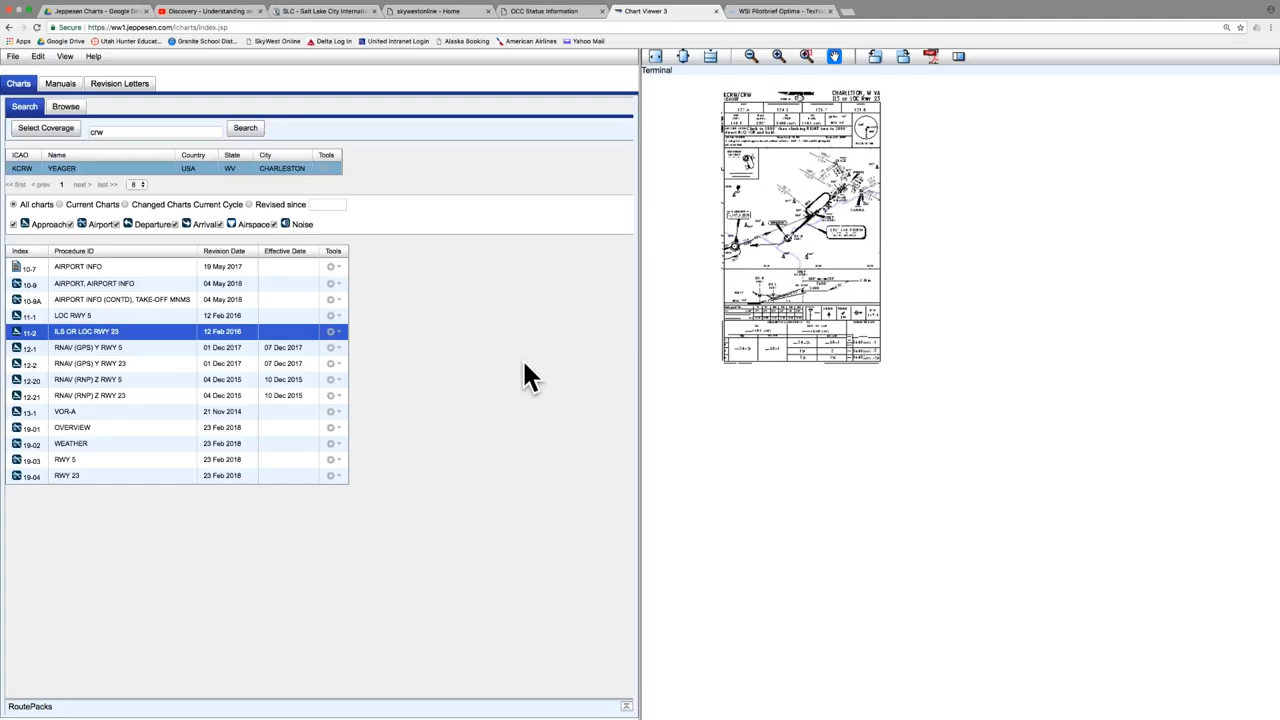 Jeppesen Charts - Google Dri
Discovery – Understanding a
SLC - Salt Lake City Internati
skywestonline - Home
OCC Status Information
Chart Viewer 3
WSI Pilotbrief Optima - TextVe
Secure
https://ww1.jeppesen.com/icharts/index.jsp
Apps
Google Drive
Utah Hunter Educat...
Granite School Dist...
SkyWest Online
Delta Log In
United Intranet Login
Alaska Booking
American Airlines
Yahoo Mail
File Edit View Help
Charts Manuals Revision Letters
Terminal
Search Browse
Select Coverage crw Search
ICAO Name Country State City Tools
KCRW YEAGER USA WV CHARLESTON
<< first < prev 1 next > last >> 8
All charts Current Charts Changed Charts Current Cycle Revised since
Approach Airport Departure Arrival Airspace Noise
Index Procedure ID Revision Date Effective Date Tools
10-7 AIRPORT INFO 19 May 2017
10-9 AIRPORT, AIRPORT INFO 04 May 2018
10-9A AIRPORT INFO (CONTD), TAKE-OFF MNMS 04 May 2018
11-1 LOC RWY 5 12 Feb 2016
11-2 ILS OR LOC RWY 23 12 Feb 2016
12-1 RNAV (GPS) Y RWY 5 01 Dec 2017 07 Dec 2017
12-2 RNAV (GPS) Y RWY 23 01 Dec 2017 07 Dec 2017
12-20 RNAV (RNP) Z RWY 5 04 Dec 2015 10 Dec 2015
12-21 RNAV (RNP) Z RWY 23 04 Dec 2015 10 Dec 2015
13-1 VOR-A 21 Nov 2014
19-01 OVERVIEW 23 Feb 2018
19-02 WEATHER 23 Feb 2018
19-03 RWY 5 23 Feb 2018
19-04 RWY 23 23 Feb 2018
KCRW/CRW
YEAGER
CHARLESTON, W VA
ILS or LOC Rwy 23
RoutePacks